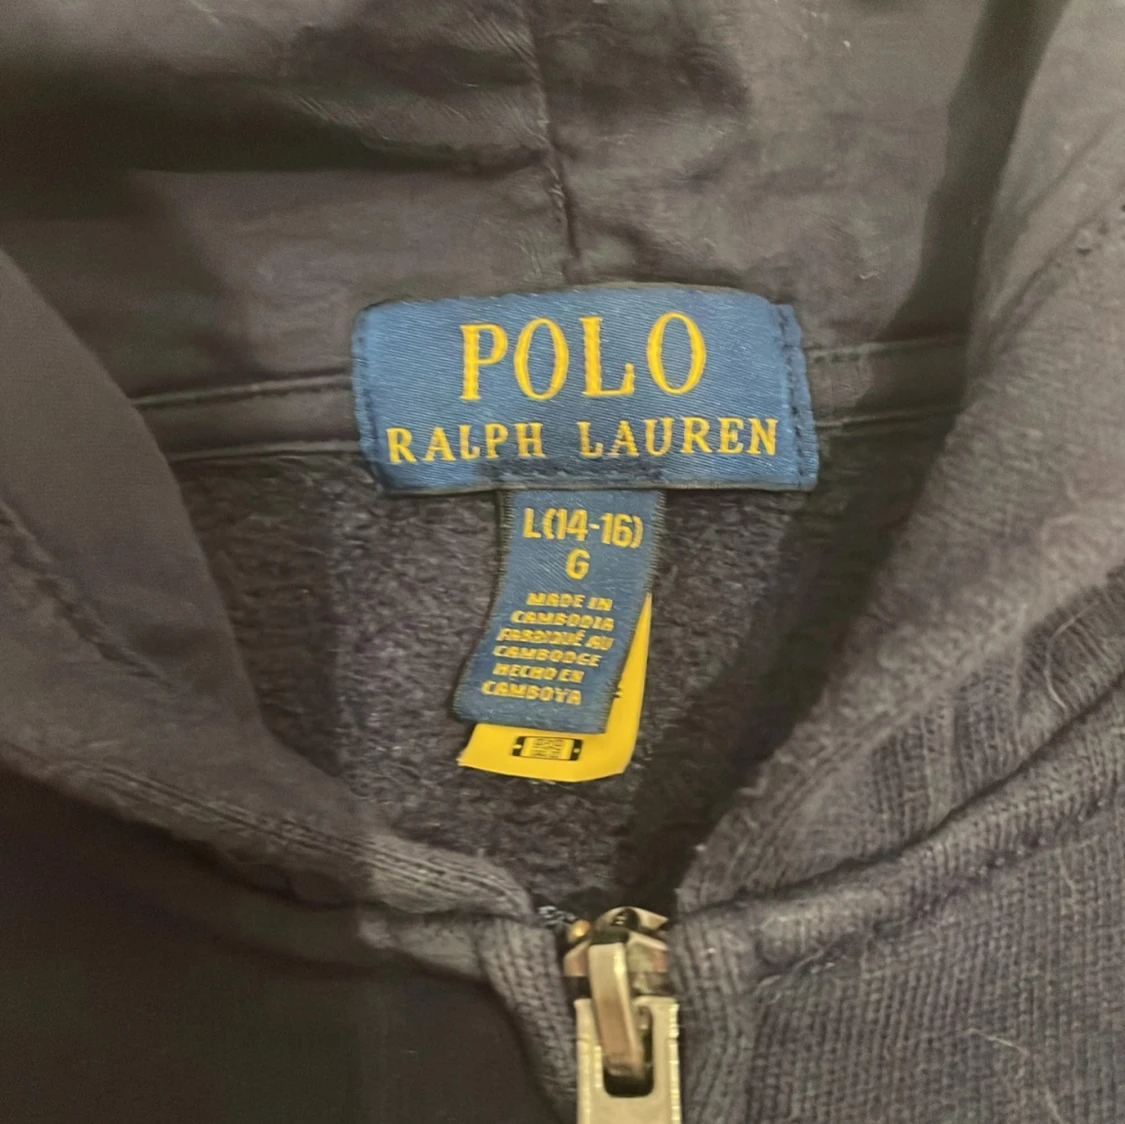 POLO
RALPH LAUREN
L(14-16)
G
MADE IN
CAMBODIA
FABRIQUÉ AU
CAMBODGE
HECHO EN
CAMBOYA